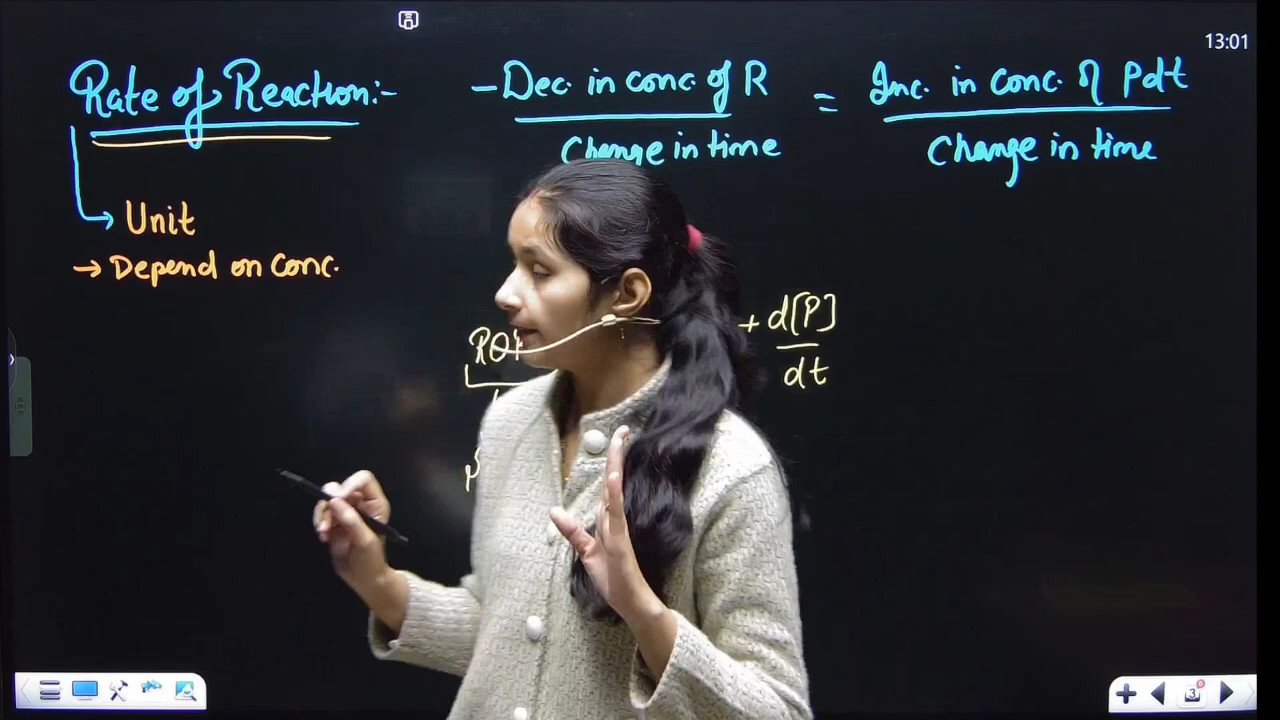 13:01
Rate of Reaction:-
-Dec. in conc. of R = Inc. in conc. of Pdt
Change in time Change in time
→ Unit
→ Depend on Conc.
+ d[P]
dt
3